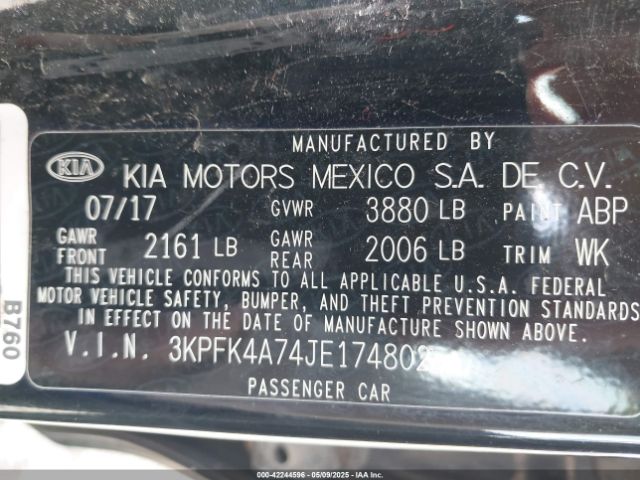 MANUFACTURED BY
KIA KIA MOTORS MEXICO S.A. DE C.V.
07/17 GVWR 3880 LB PAINT ABP
GAWR FRONT 2161 LB GAWR REAR 2006 LB TRIM WK
THIS VEHICLE CONFORMS TO ALL APPLICABLE U.S.A. FEDERAL
MOTOR VEHICLE SAFETY, BUMPER, AND THEFT PREVENTION STANDARDS
IN EFFECT ON THE DATE OF MANUFACTURE SHOWN ABOVE.
V.I.N. 3KPFK4A74JE174802
PASSENGER CAR
B760
000-42244596 - 05/09/2025 - IAA Inc.